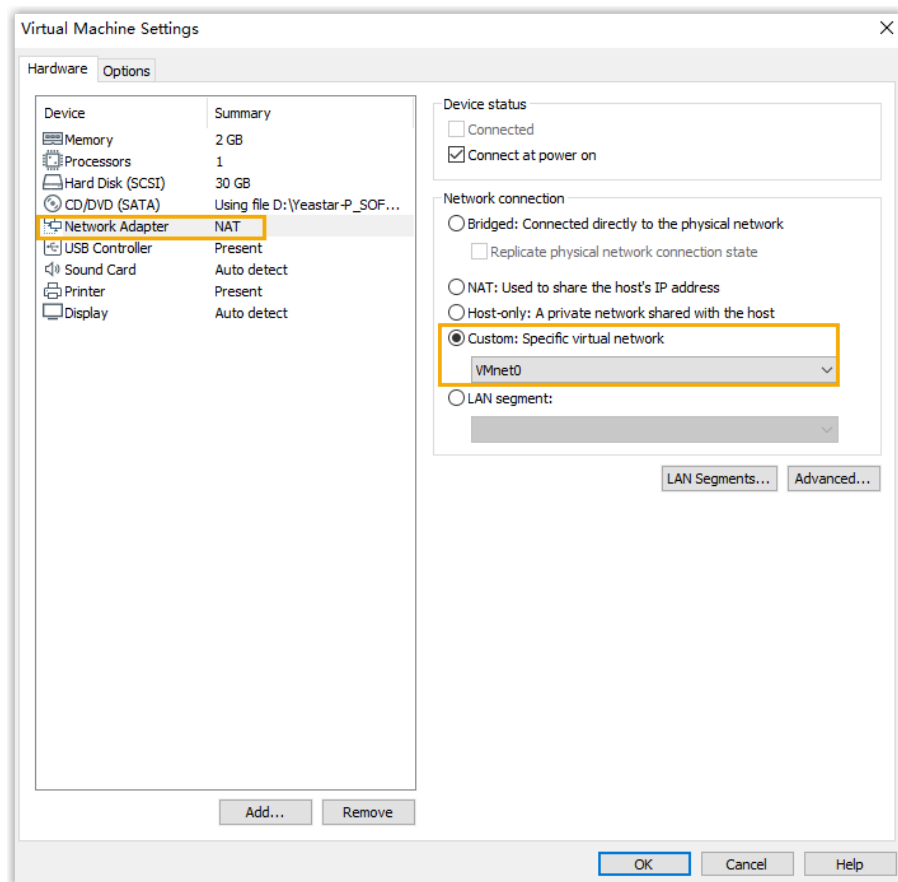 Virtual Machine Settings
Hardware
Options
Device Summary
Memory 2 GB
Processors 1
Hard Disk (SCSI) 30 GB
CD/DVD (SATA) Using file D:\Yeastar-P_SOF...
Network Adapter NAT
USB Controller Present
Sound Card Auto detect
Printer Present
Display Auto detect
Add...
Remove
Device status
Connected
Connect at power on
Network connection
Bridged: Connected directly to the physical network
Replicate physical network connection state
NAT: Used to share the host's IP address
Host-only: A private network shared with the host
Custom: Specific virtual network
VMnet0
LAN segment:
LAN Segments...
Advanced...
OK
Cancel
Help